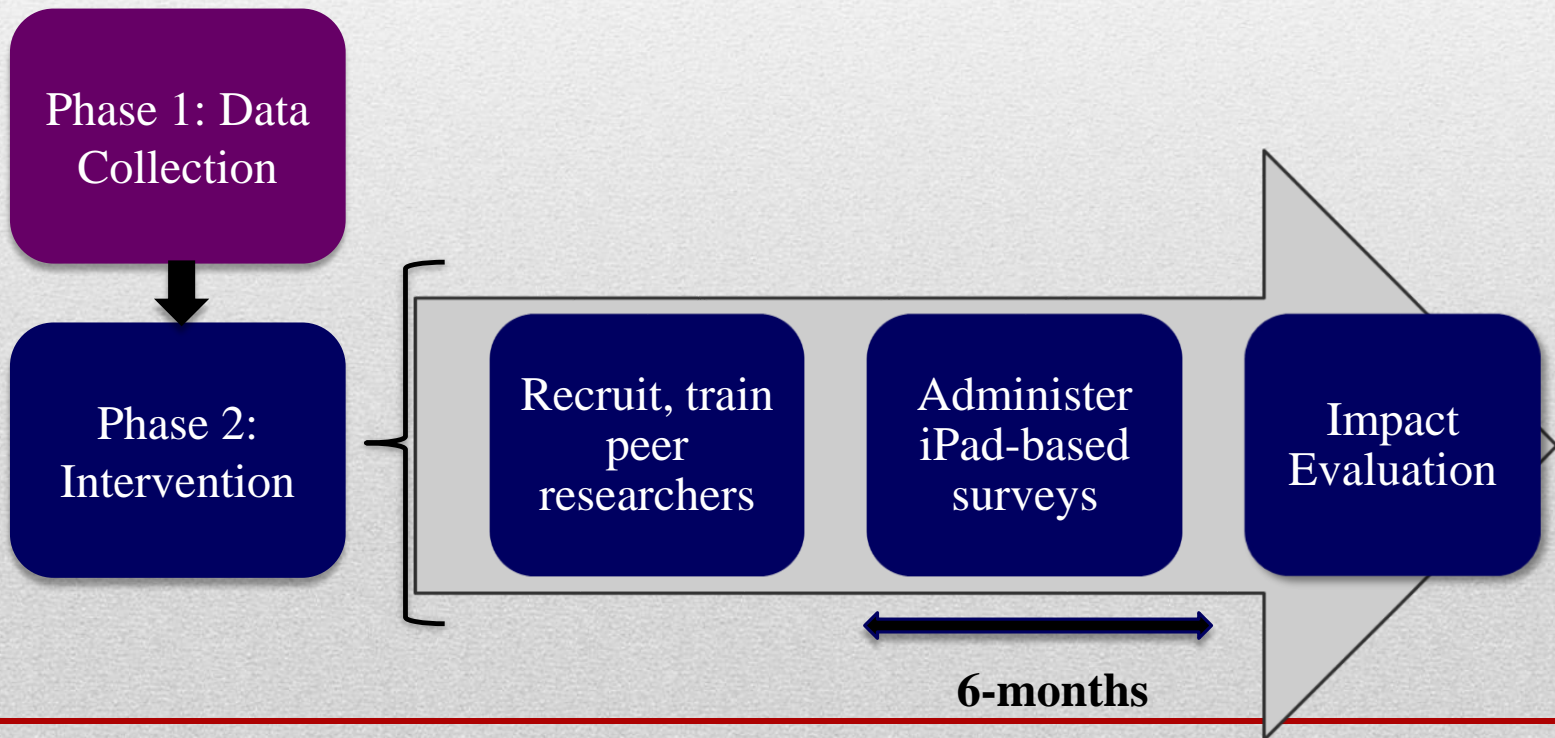 Phase 1: Data
Collection
Phase 2:
Intervention
Recruit, train
peer
researchers
Administer
iPad-based
surveys
Impact
Evaluation
6-months